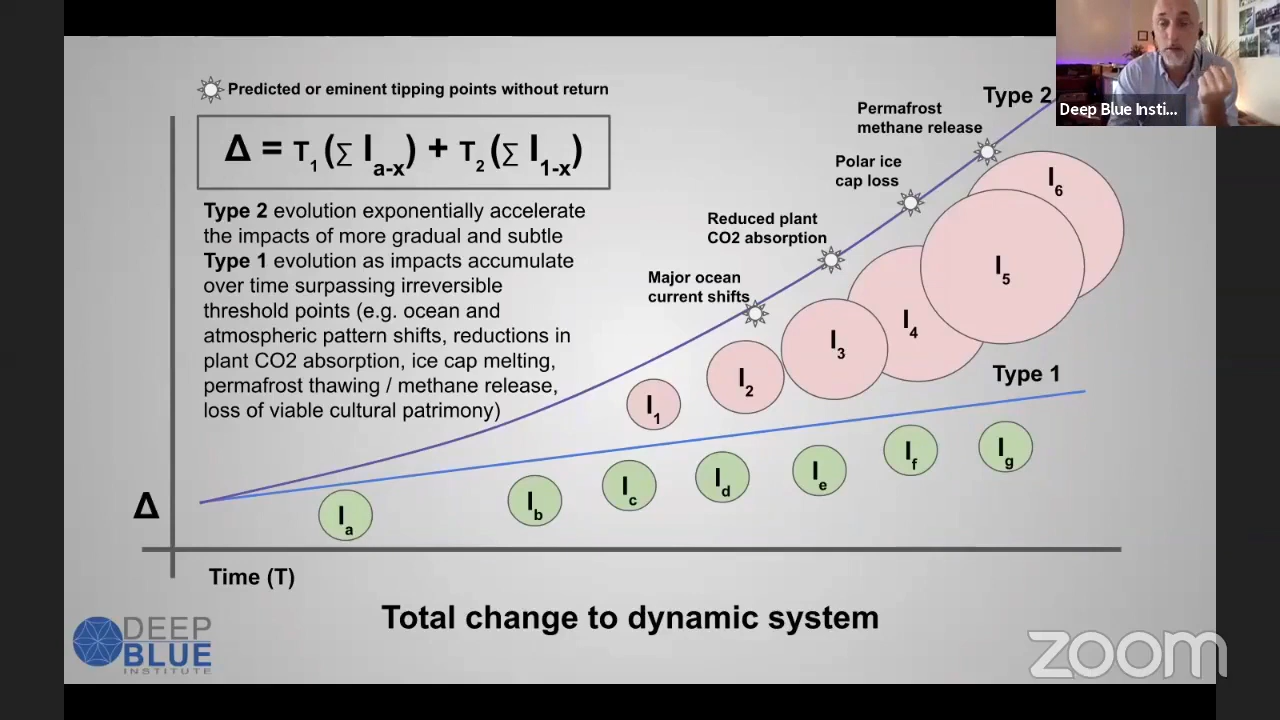 Predicted or eminent tipping points without return
Δ = T1 (∑ Ia-x) + T2 (∑ I1-x)
Type 2 evolution exponentially accelerate
the impacts of more gradual and subtle
Type 1 evolution as impacts accumulate
over time surpassing irreversible
threshold points (e.g. ocean and
atmospheric pattern shifts, reductions in
plant CO2 absorption, ice cap melting,
permafrost thawing / methane release,
loss of viable cultural patrimony)
Type 2
Deep Blue Insti...
Permafrost
methane release
Polar ice
cap loss
Reduced plant
CO2 absorption
Major ocean
current shifts
I6
I5
I4
I3
I2
I1
Type 1
Ia
Ib
Ic
Id
Ie
If
Ig
Δ
Time (T)
Total change to dynamic system
DEEP
BLUE
INSTITUTE
zoom